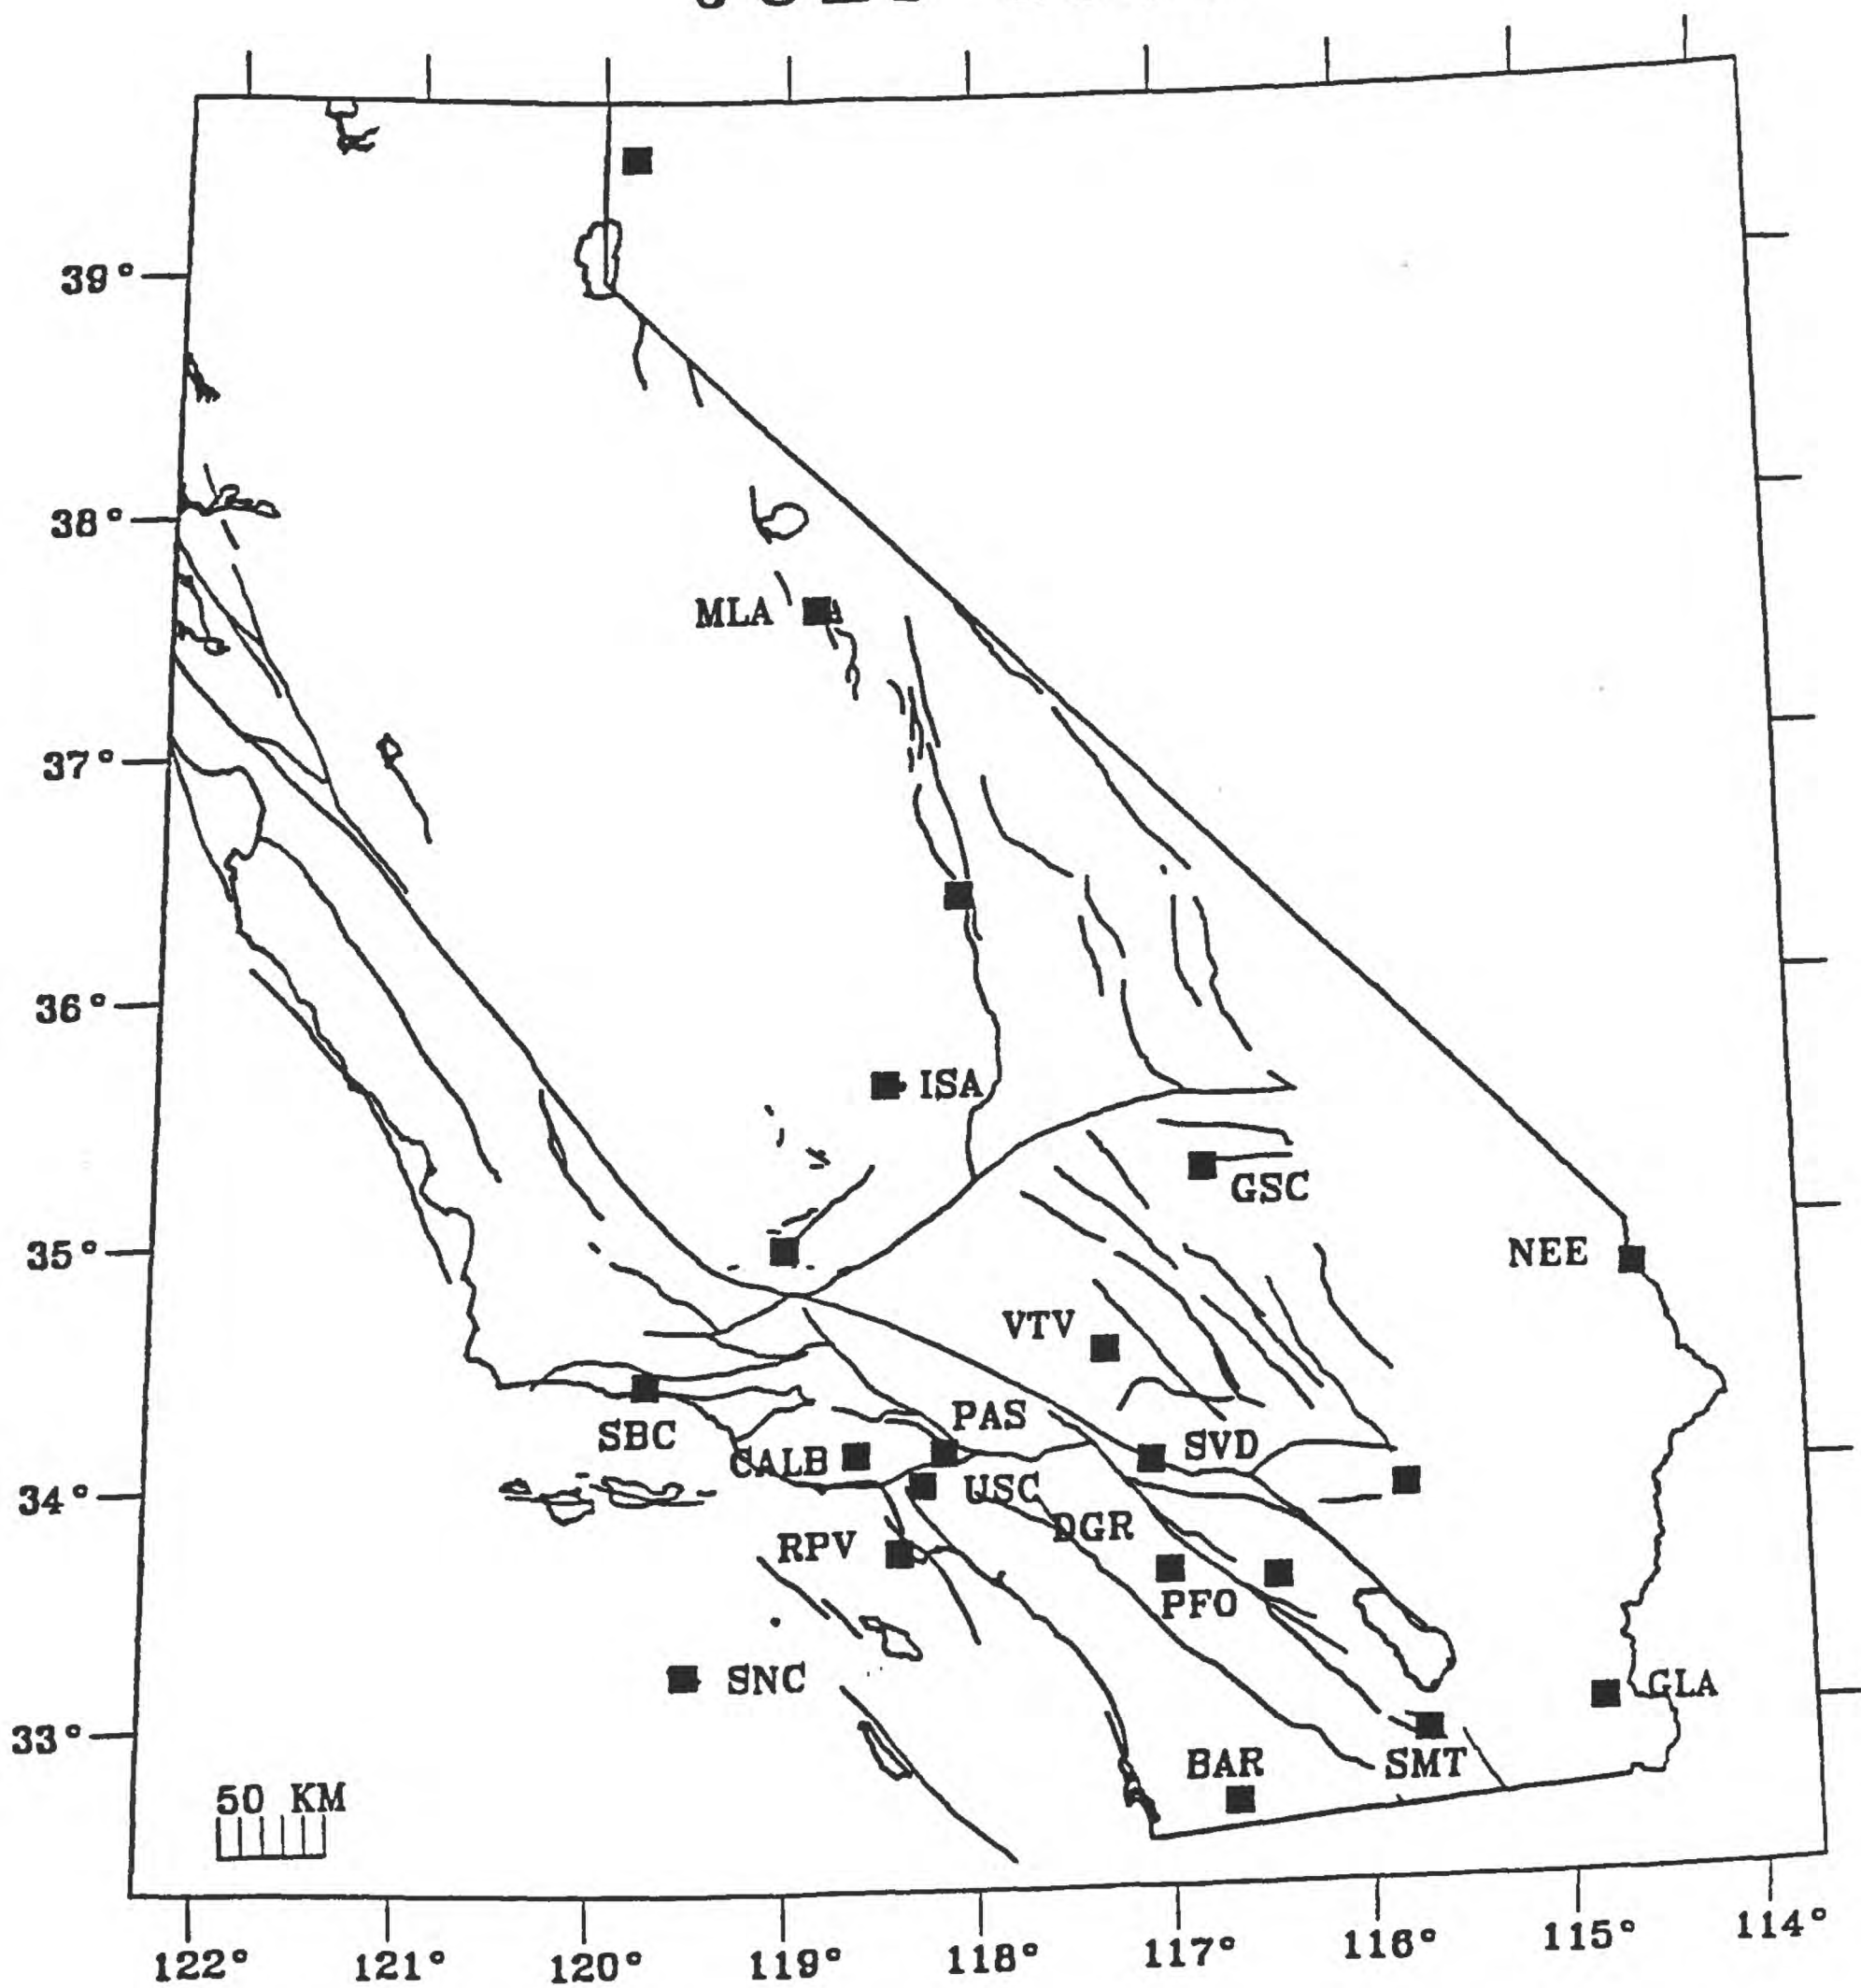 39°
38°
MLA
37°
36°
ISA
GSC
35°
NEE
VTV
PAS
SBC
SVD
CALB
USC
34°
DGR
RPV
PFO
SNC
GLA
33°
BAR
SMT
50 KM
122° 121° 120° 119° 118° 117° 116° 115° 114°